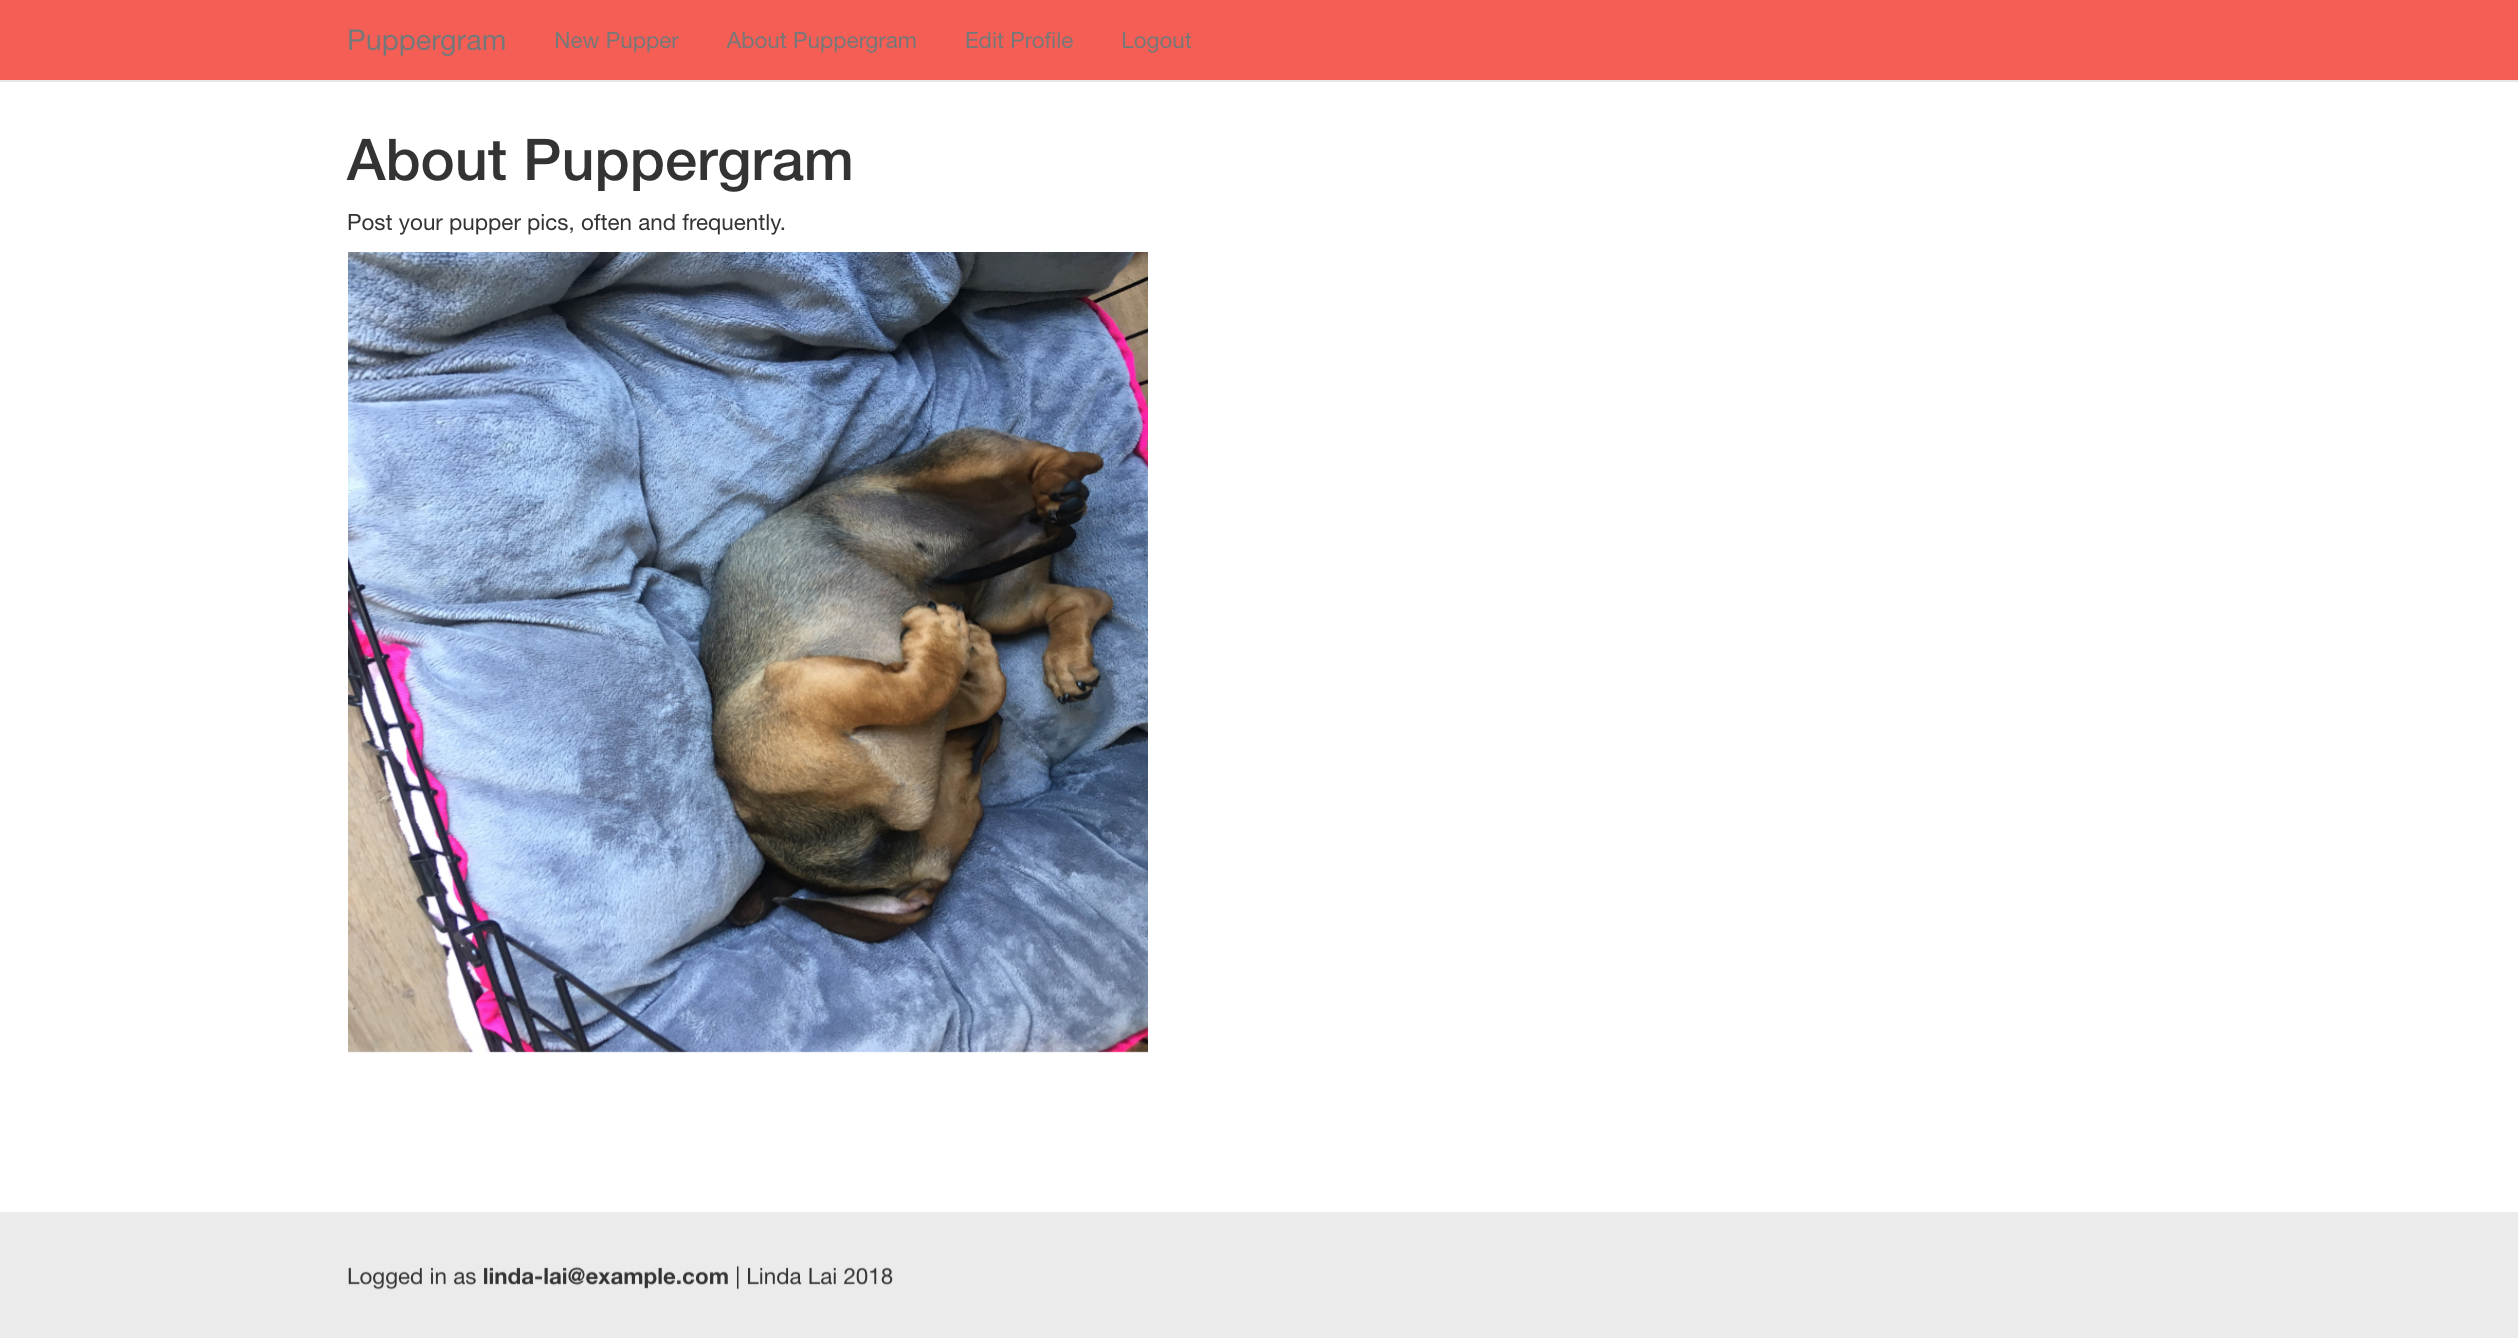 Puppergram New Pupper About Puppergram Edit Profile Logout
About Puppergram
Post your pupper pics, often and frequently.
Logged in as linda-lai@example.com | Linda Lai 2018